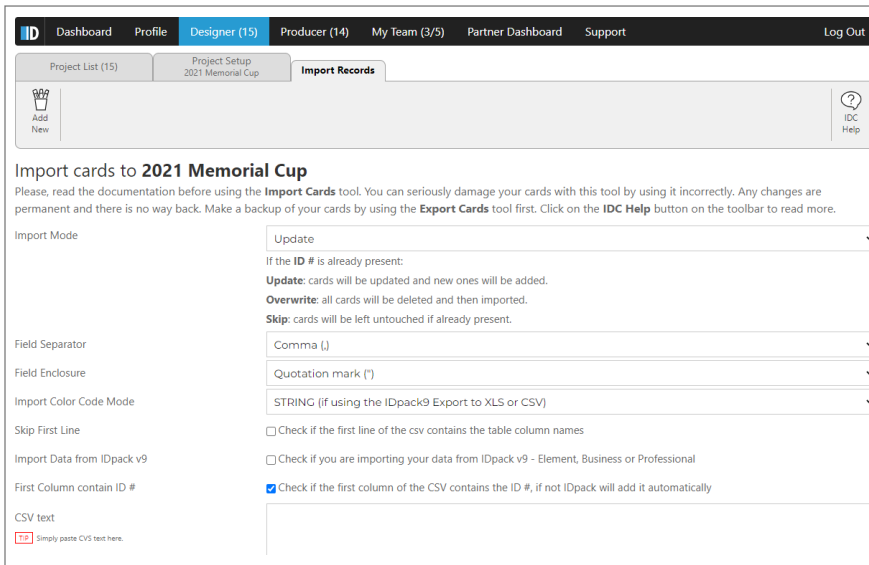 ID Dashboard Profile Designer (15) Producer (14) My Team (3/5) Partner Dashboard Support Log Out
Project List (15) Project Setup Import Records
2021 Memorial Cup
Add IDC
New Help
Import cards to 2021 Memorial Cup
Please, read the documentation before using the Import Cards tool. You can seriously damage your cards with this tool by using it incorrectly. Any changes are
permanent and there is no way back. Make a backup of your cards by using the Export Cards tool first. Click on the IDC Help button on the toolbar to read more.
Import Mode Update
If the ID # is already present:
Update: cards will be updated and new ones will be added.
Overwrite: all cards will be deleted and then imported.
Skip: cards will be left untouched if already present.
Field Separator Comma (,)
Field Enclosure Quotation mark (")
Import Color Code Mode STRING (if using the IDpack9 Export to XLS or CSV)
Skip First Line Check if the first line of the csv contains the table column names
Import Data from IDpack v9 Check if you are importing your data from IDpack v9 - Element, Business or Professional
First Column contain ID # Check if the first column of the CSV contains the ID #, if not IDpack will add it automatically
CSV text
TIP Simply paste CVS text here.